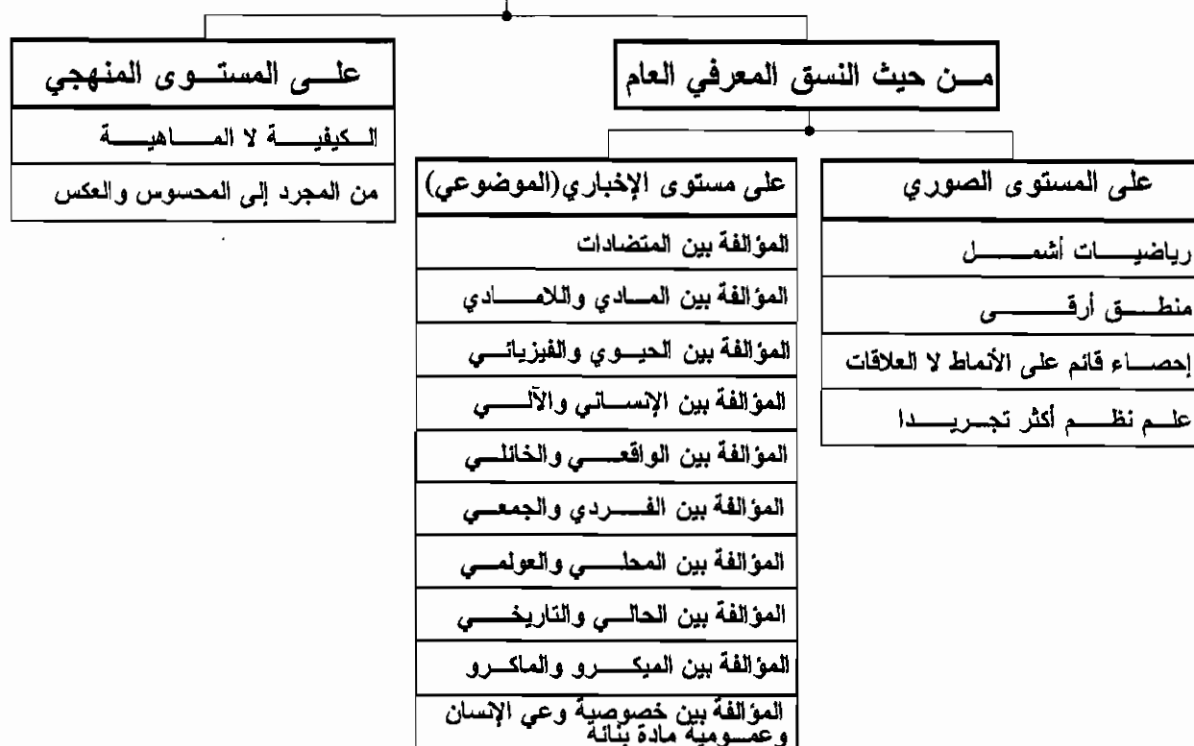 من حيث النسق المعرفي العام
على المستوى الصوري
رياضيات أشمل
منطق أرقى
إحصاء قائم على الأنماط لا العلاقات
علم نظم أكثر تجريدا
على مستوى الإخباري(الموضوعي)
المؤالفة بين المتضادات
المؤالفة بين المادي واللامادي
المؤالفة بين الحيوي والفيزيائي
المؤالفة بين الإنساني والآلي
المؤالفة بين الواقعي والخائلي
المؤالفة بين الفردي والجمعي
المؤالفة بين المحلي والعولمي
المؤالفة بين الحالي والتاريخي
المؤالفة بين الميكرو والماكرو
المؤالفة بين خصوصية وعي الإنسان
وعمومية مادة بنائه
على المستوى المنهجي
الكيفية لا الماهية
من المجرد إلى المحسوس والعكس